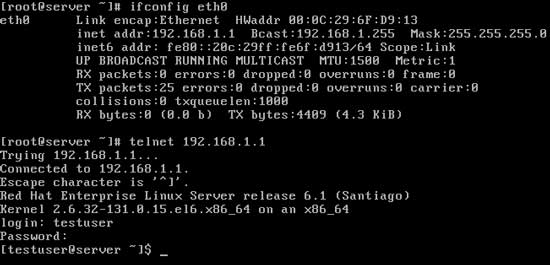 [root@server ~]# ifconfig eth0
eth0      Link encap:Ethernet  HWaddr 00:0C:29:6F:D9:13
          inet addr:192.168.1.1  Bcast:192.168.1.255  Mask:255.255.255.0
          inet6 addr: fe80::20c:29ff:fe6f:d913/64 Scope:Link
          UP BROADCAST RUNNING MULTICAST  MTU:1500  Metric:1
          RX packets:0 errors:0 dropped:0 overruns:0 frame:0
          TX packets:25 errors:0 dropped:0 overruns:0 carrier:0
          collisions:0 txqueuelen:1000
          RX bytes:0 (0.0 b)  TX bytes:4409 (4.3 KiB)
[root@server ~]# telnet 192.168.1.1
Trying 192.168.1.1...
Connected to 192.168.1.1.
Escape character is '^]'.
Red Hat Enterprise Linux Server release 6.1 (Santiago)
Kernel 2.6.32-131.0.15.el6.x86_64 on an x86_64
login: testuser
Password:
[testuser@server ~]$ _